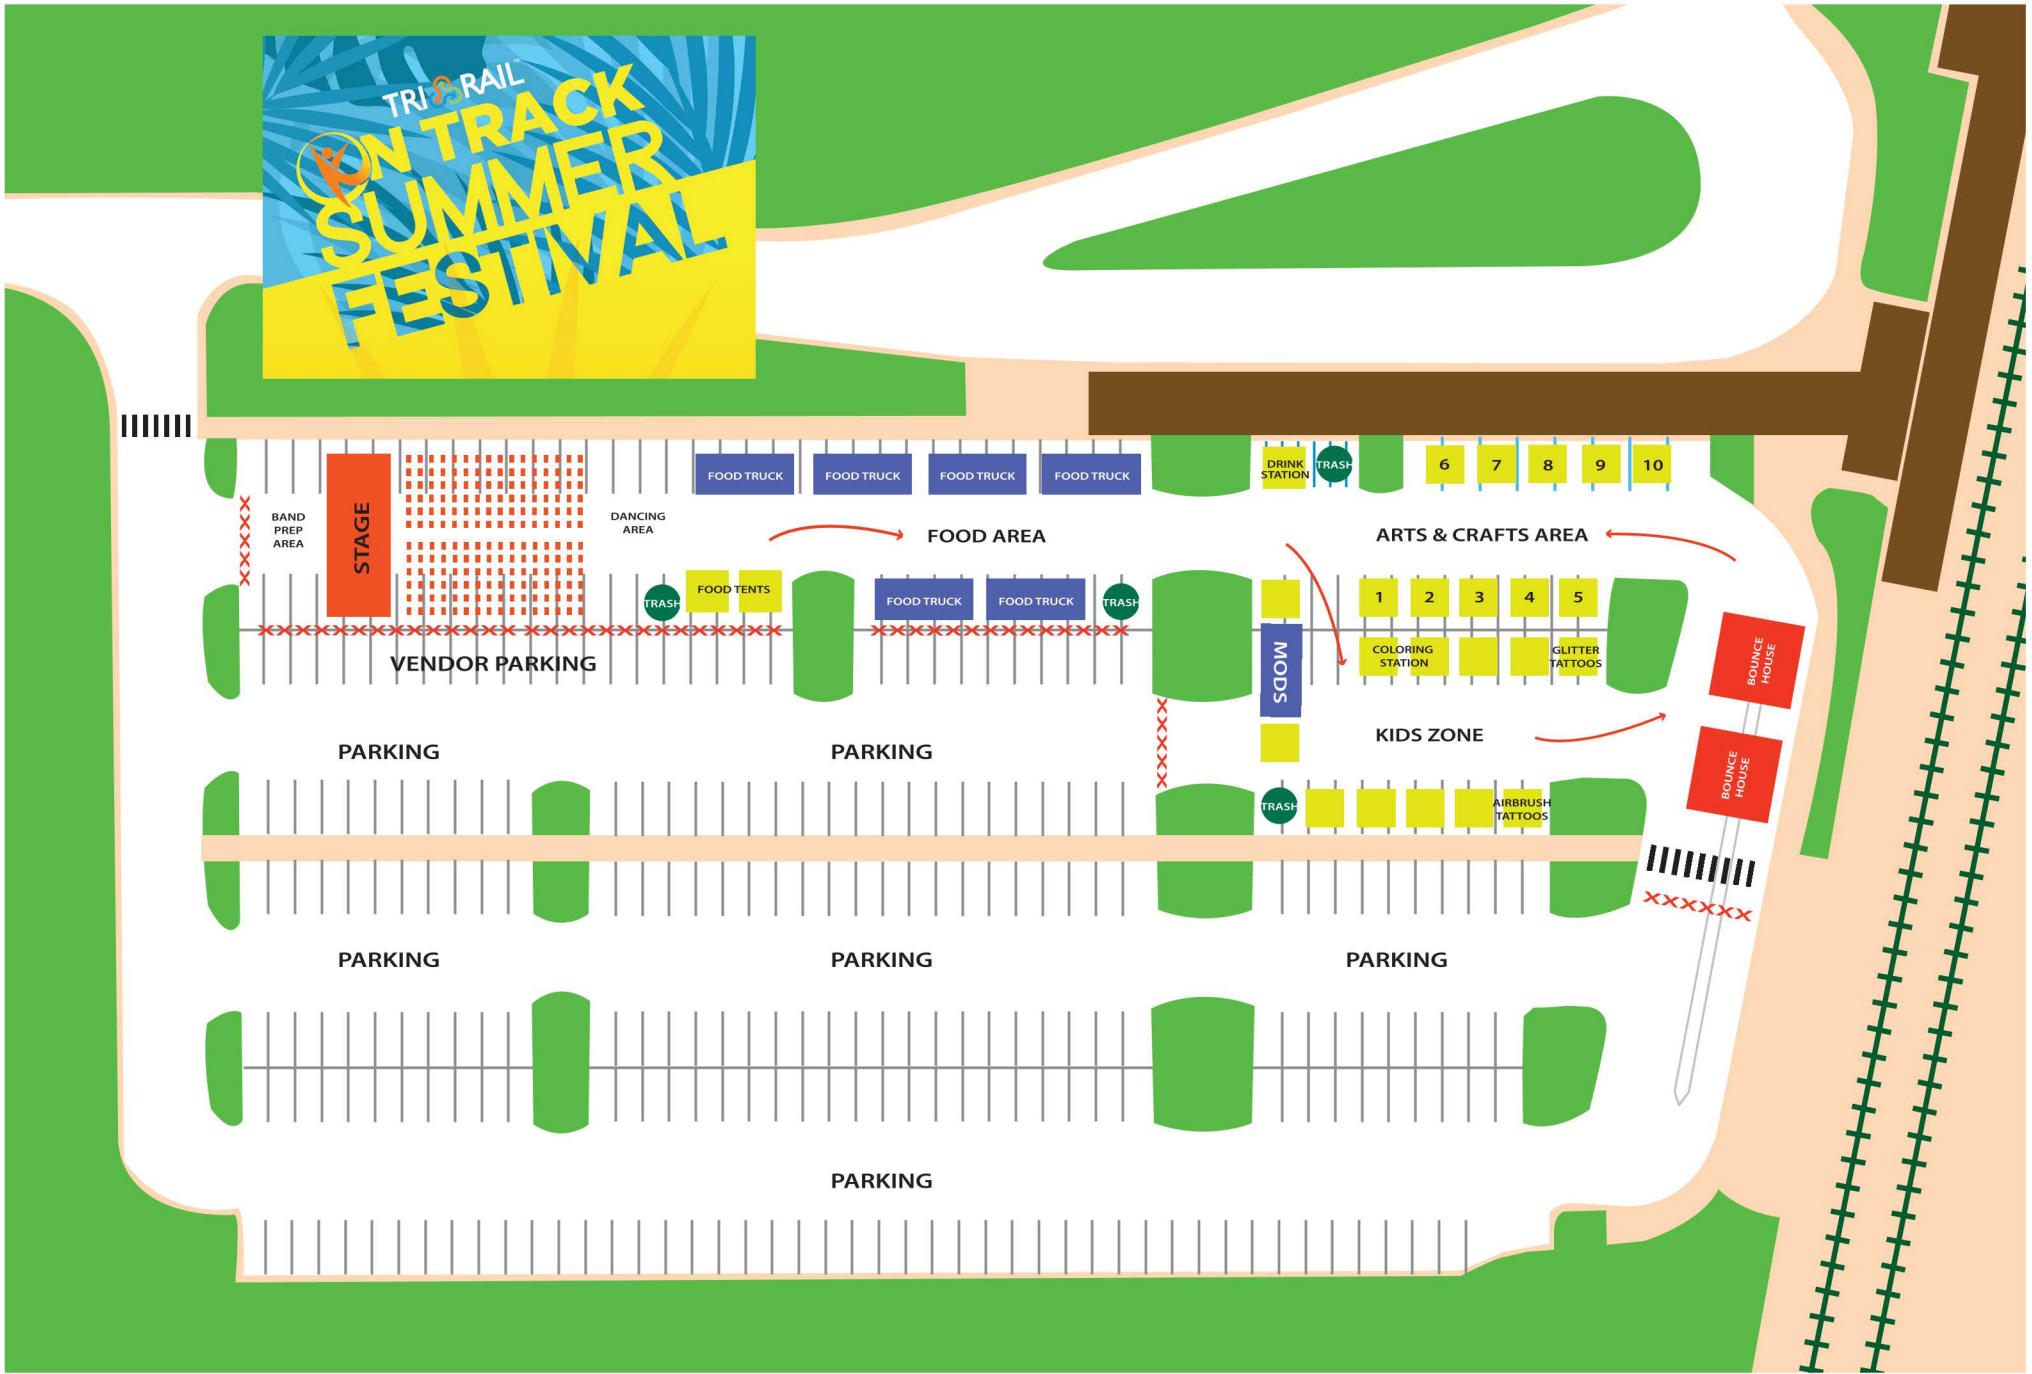 TRI RAIL™
ON TRACK
SUMMER
FESTIVAL
FOOD TRUCK
FOOD TRUCK
FOOD TRUCK
FOOD TRUCK
DRINK
STATION
TRASH
6
7
8
9
10
BAND
PREP
AREA
STAGE
DANCING
AREA
FOOD AREA
ARTS & CRAFTS AREA
TRASH
FOOD TENTS
FOOD TRUCK
FOOD TRUCK
TRASH
1
2
3
4
5
VENDOR PARKING
MODS
COLORING
STATION
GLITTER
TATTOOS
BOUNCE
HOUSE
PARKING
PARKING
KIDS ZONE
BOUNCE
HOUSE
TRASH
AIRBRUSH
TATTOOS
PARKING
PARKING
PARKING
PARKING